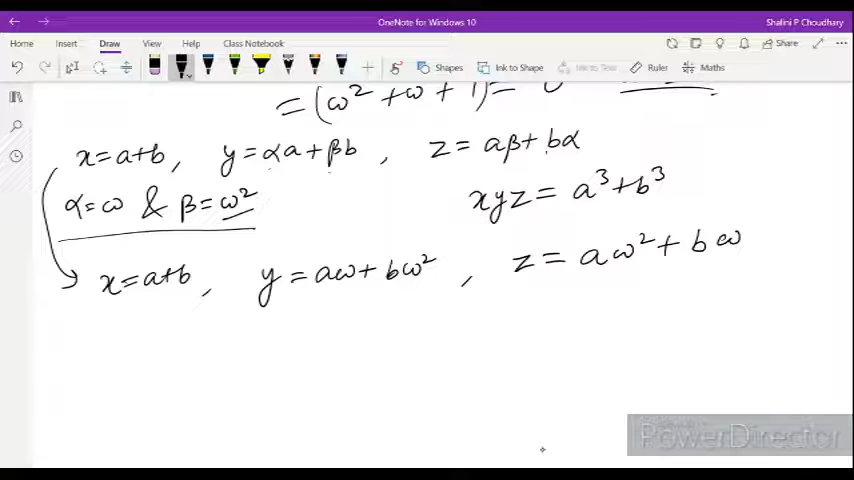 OneNote for Windows 10
Shalini P Choudhary
Home Insert Draw View Help Class Notebook Share
Shapes Ink to Shape Ink to Text Ruler Maths
= (ω² + ω + 1) = 0
x = a+b, y = αa + βb, z = aβ + bα
α = ω & β = ω² xyz = a³ + b³
x = a+b, y = aω + bω², z = aω² + bω
PowerDirector